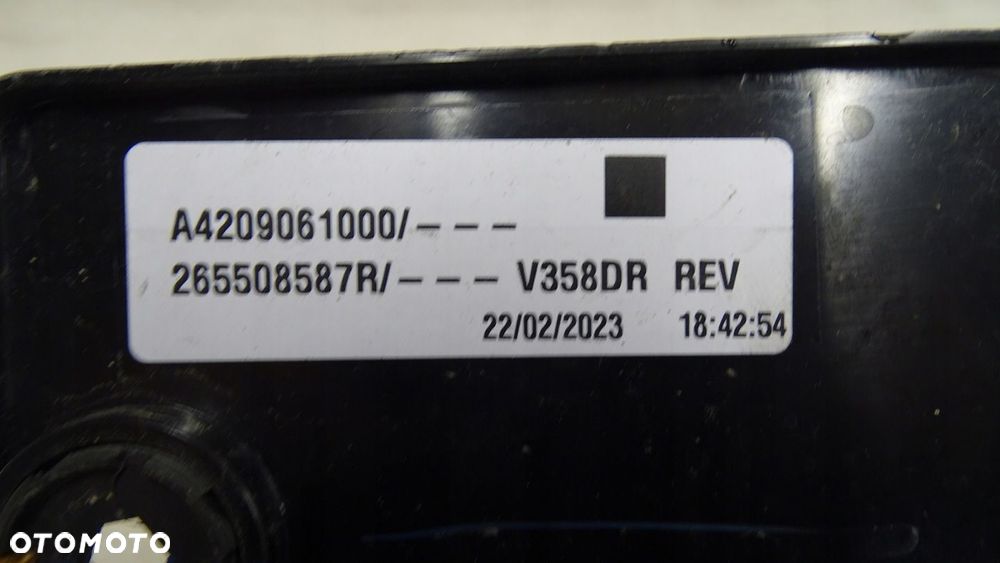 A4209061000/---
265508587R/--- V358DR REV
22/02/2023 18:42:54
OTOMOTO